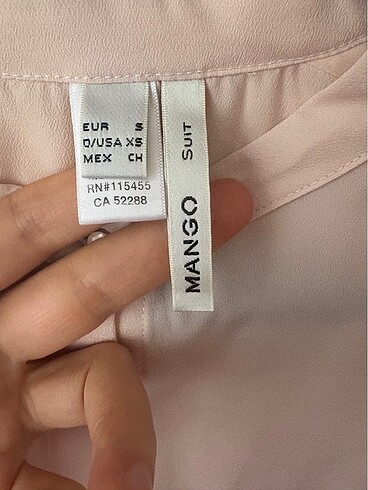 EUR S
D/USA XS
MEX CH
RN#115455
CA 52288
MANGO SUIT